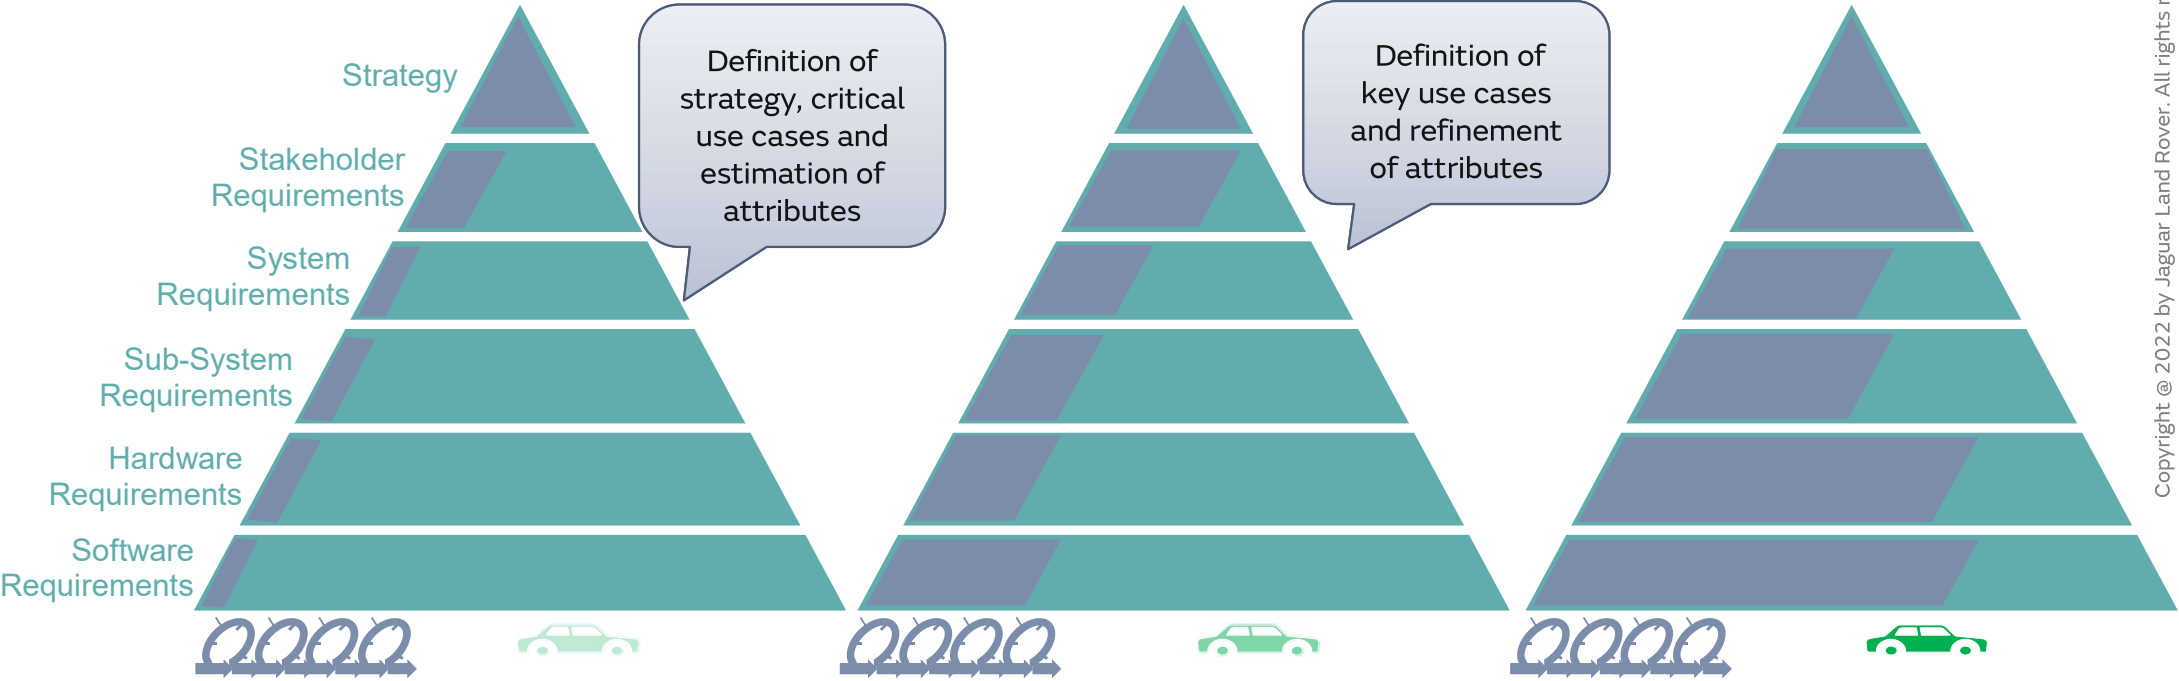 Strategy
Stakeholder
Requirements
System
Requirements
Sub-System
Requirements
Hardware
Requirements
Software
Requirements
Definition of
strategy, critical
use cases and
estimation of
attributes
Definition of
key use cases
and refinement
of attributes
Copyright @ 2022 by Jaguar Land Rover. All rights